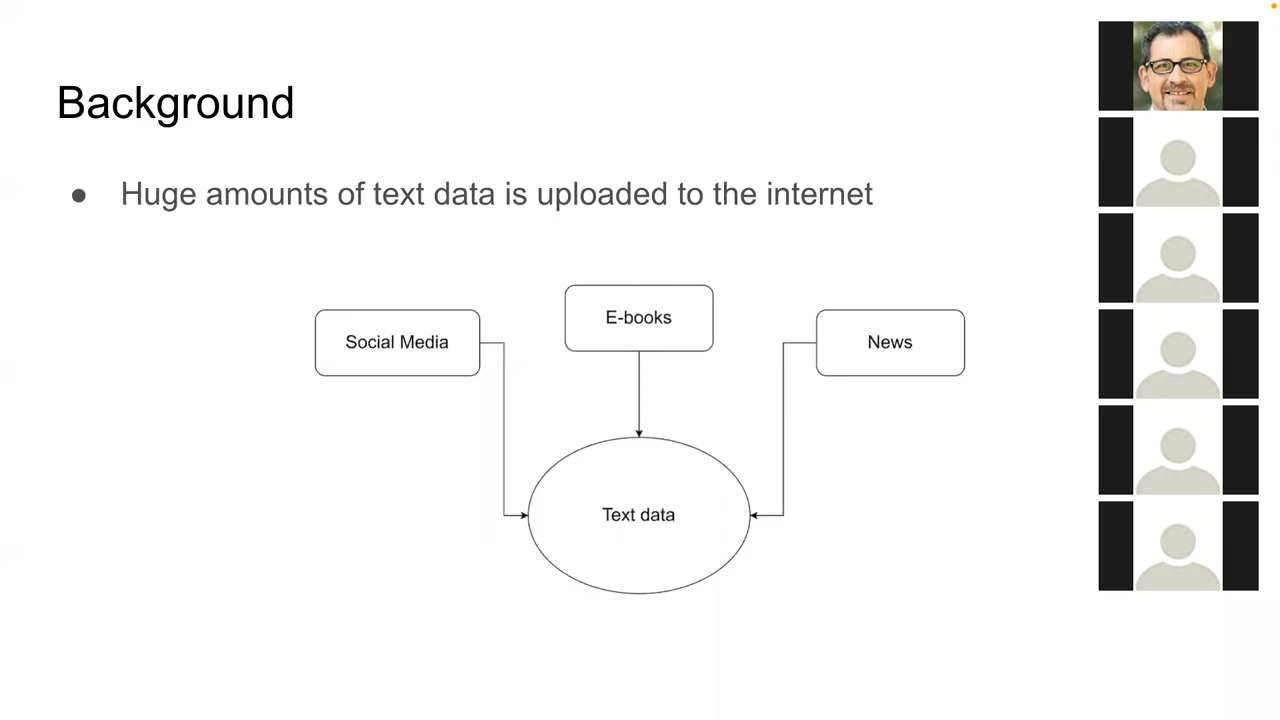 Background
● Huge amounts of text data is uploaded to the internet
E-books
Social Media
News
Text data